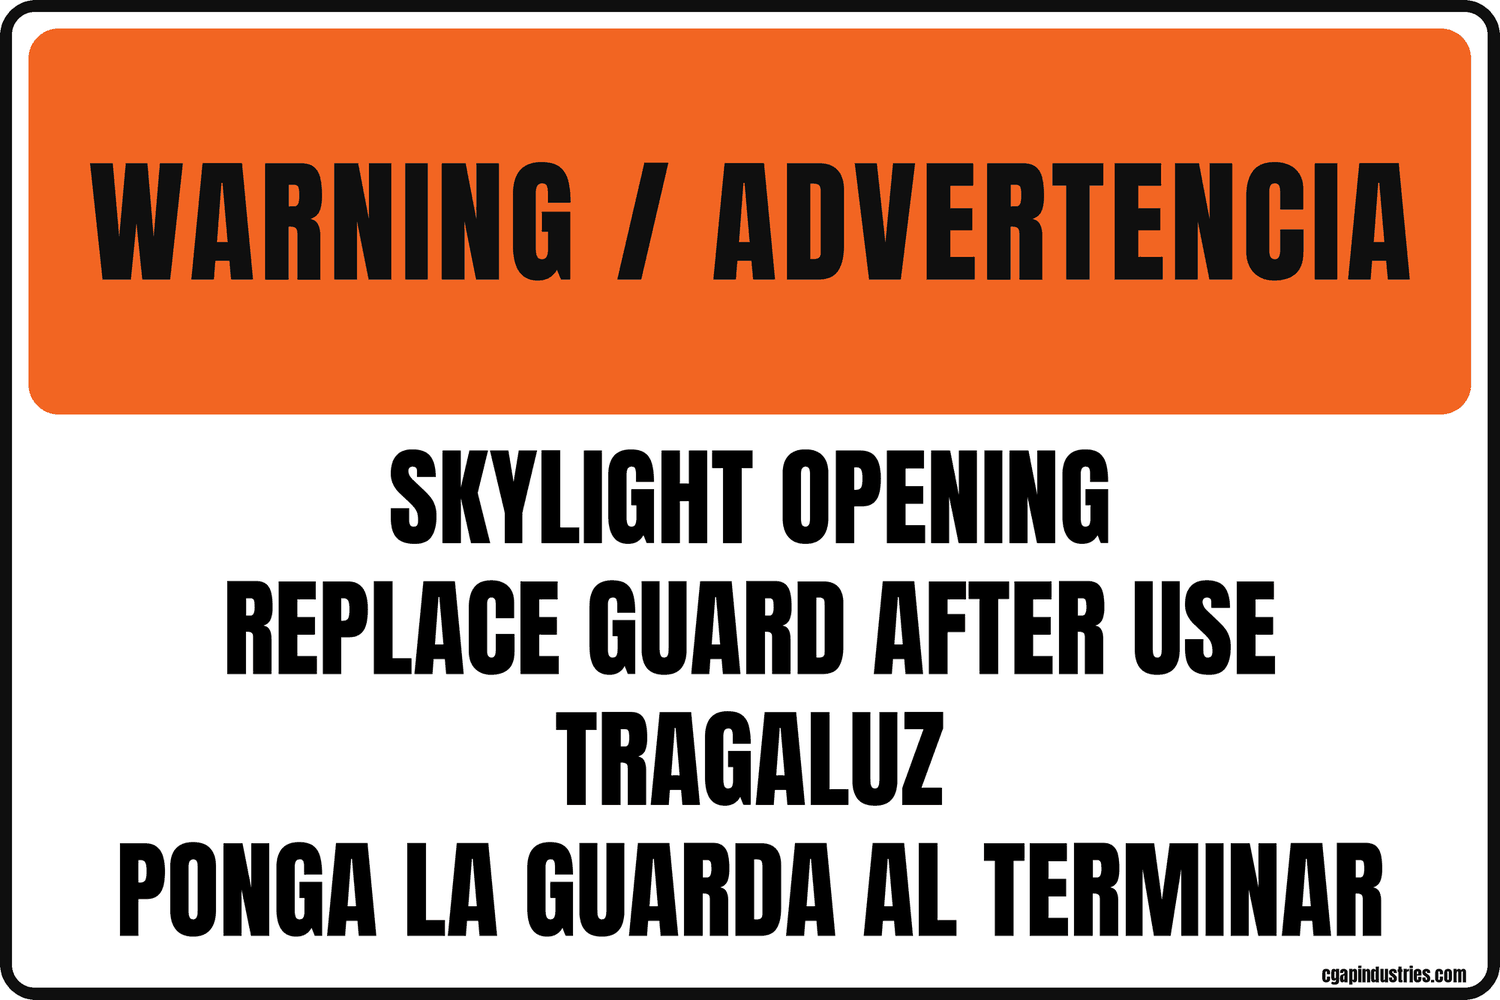 WARNING / ADVERTENCIA
SKYLIGHT OPENING
REPLACE GUARD AFTER USE
TRAGALUZ
PONGA LA GUARDA AL TERMINAR
cgapindustries.com